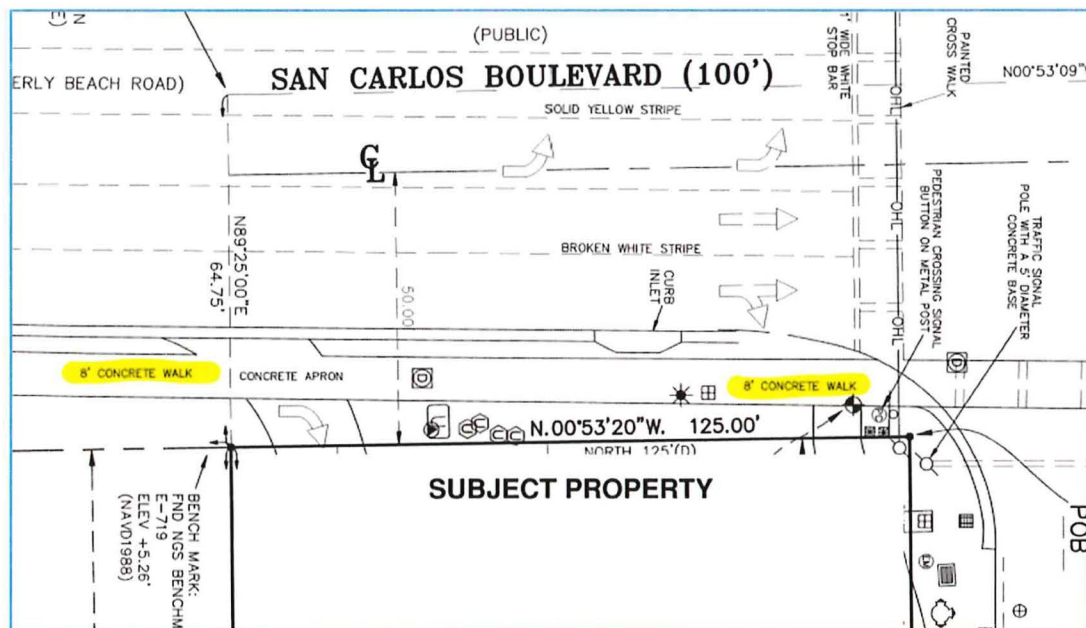 N
E)
(PUBLIC)
ERLY BEACH ROAD)
SAN CARLOS BOULEVARD (100')
SOLID YELLOW STRIPE
' WIDE WHITE
STOP BAR
PAINTED
CROSS WALK
OHL
N00°53'09"
C
L
N89°25'00"E
64.75'
50.00
BROKEN WHITE STRIPE
CURB
INLET
OHL
PEDESTRIAN CROSSING SIGNAL
BUTTON ON METAL POST
TRAFFIC SIGNAL
POLE WITH A 5' DIAMETER
CONCRETE BASE
OHL
8' CONCRETE WALK
CONCRETE APRON
D
8' CONCRETE WALK
D
C
C
C
N.00°53'20"W. 125.00'
NORTH 125'(D)
SUBJECT PROPERTY
BENCH MARK:
FND NGS BENCHM
E-719
ELEV +5.26'
(NAVD1988)
POB